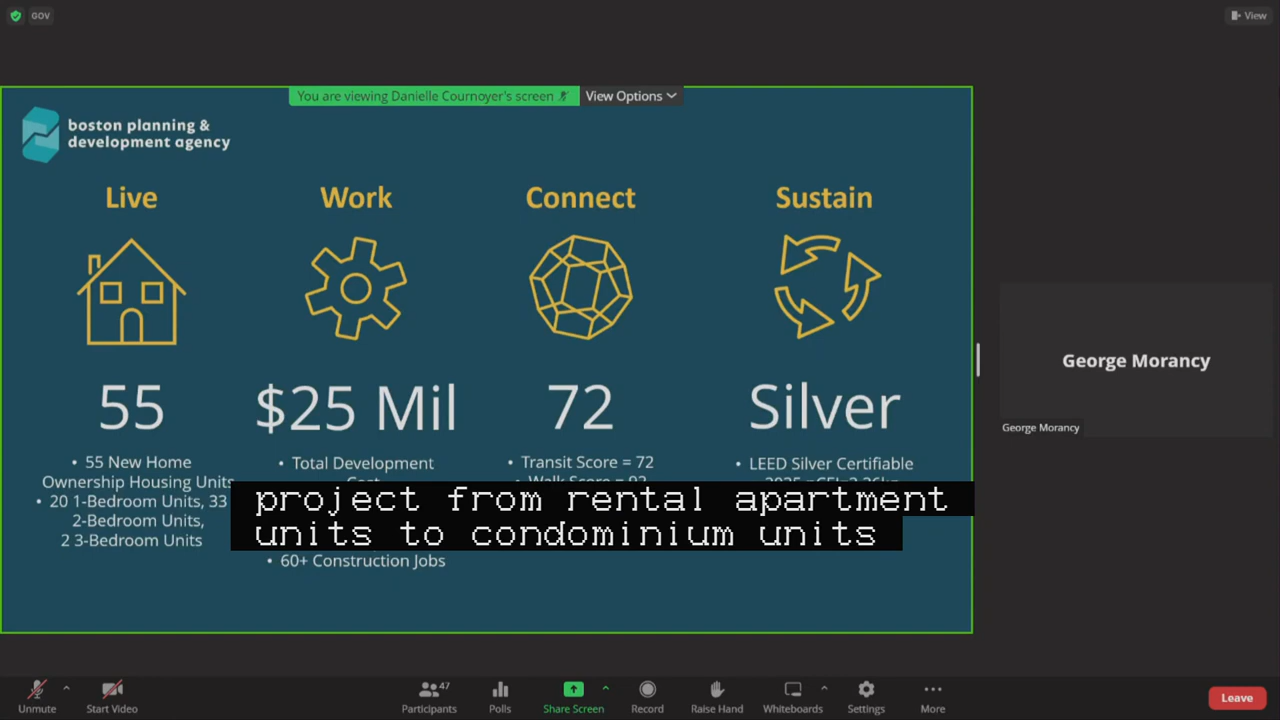 GOV
View
You are viewing Danielle Cournoyer's screen
View Options
boston planning &
development agency
Live
Work
Connect
Sustain
55
$25 Mil
72
Silver
• 55 New Home
Ownership Housing Units
• 20 1-Bedroom Units, 33
2-Bedroom Units,
2 3-Bedroom Units
• Total Development
• 60+ Construction Jobs
• Transit Score = 72
• LEED Silver Certifiable
project from rental apartment
units to condominium units
George Morancy
George Morancy
Unmute
Start Video
Participants
47
Polls
Share Screen
Record
Raise Hand
Whiteboards
Settings
More
Leave